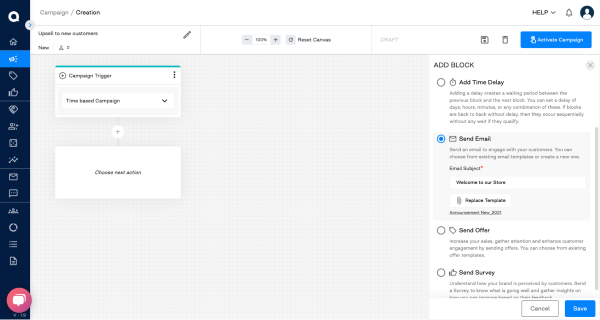 Campaign / Creation
HELP
Upsell to new customers
New
0
100%
Reset Canvas
DRAFT
Activate Campaign
Campaign Trigger
Time based Campaign
Choose next action
ADD BLOCK
Add Time Delay
Adding a delay creates a waiting period between the
previous block and the next block. You can set a delay of
days, hours, minutes, or any combination of these. If blocks
are back to back without delay, then they occur sequentially
without any wait if they qualify.
Send Email
Send an email to engage with your customers. You can
choose from existing email templates or create a new one.
Email Subject*
Welcome to our Store
Replace Template
Announcement New_2021
Send Offer
Increase your sales, gather attention and enhance customer
engagement by sending offers. You can choose from existing
offer templates.
Send Survey
Understand how your brand is perceived by customers. Send
a Survey to know what is going well and gather insights on
how you can improve based on their feedback.
Cancel
Save